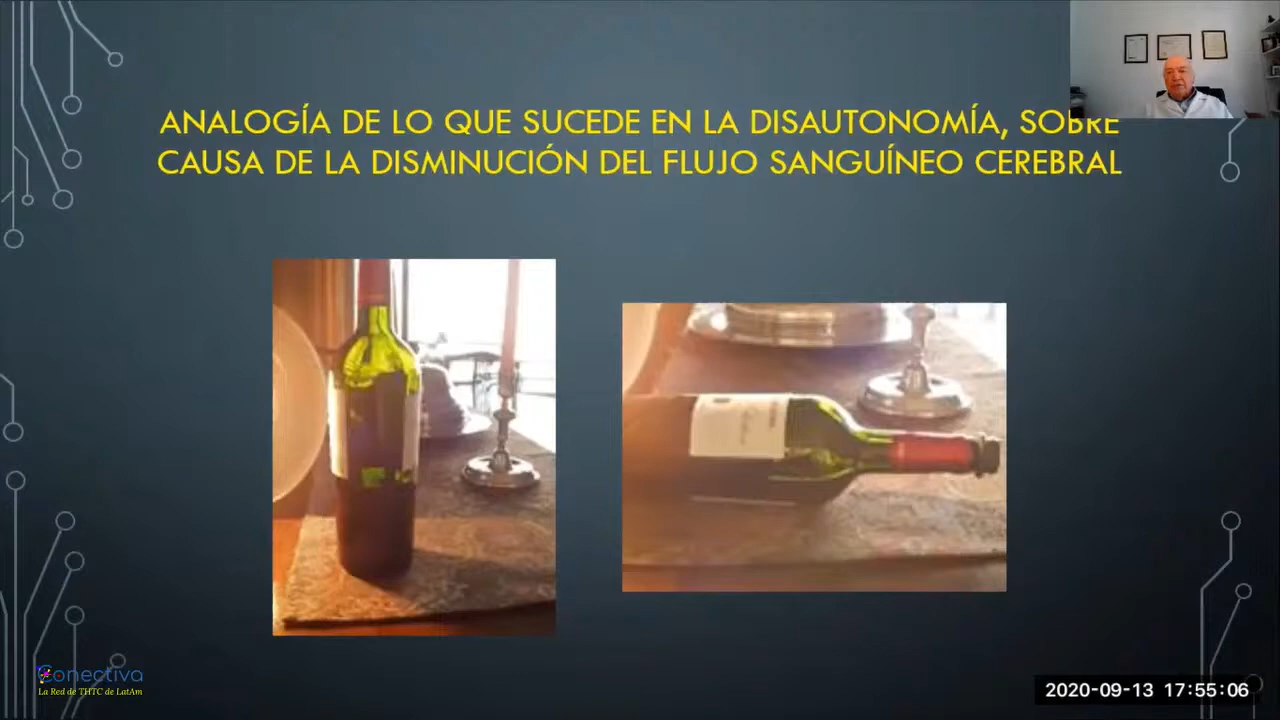 ANALOGÍA DE LO QUE SUCEDE EN LA DISAUTONOMÍA, SOBRE
CAUSA DE LA DISMINUCIÓN DEL FLUJO SANGUÍNEO CEREBRAL
Conectiva
La Red de THTC de LatAm
2020-09-13 17:55:06